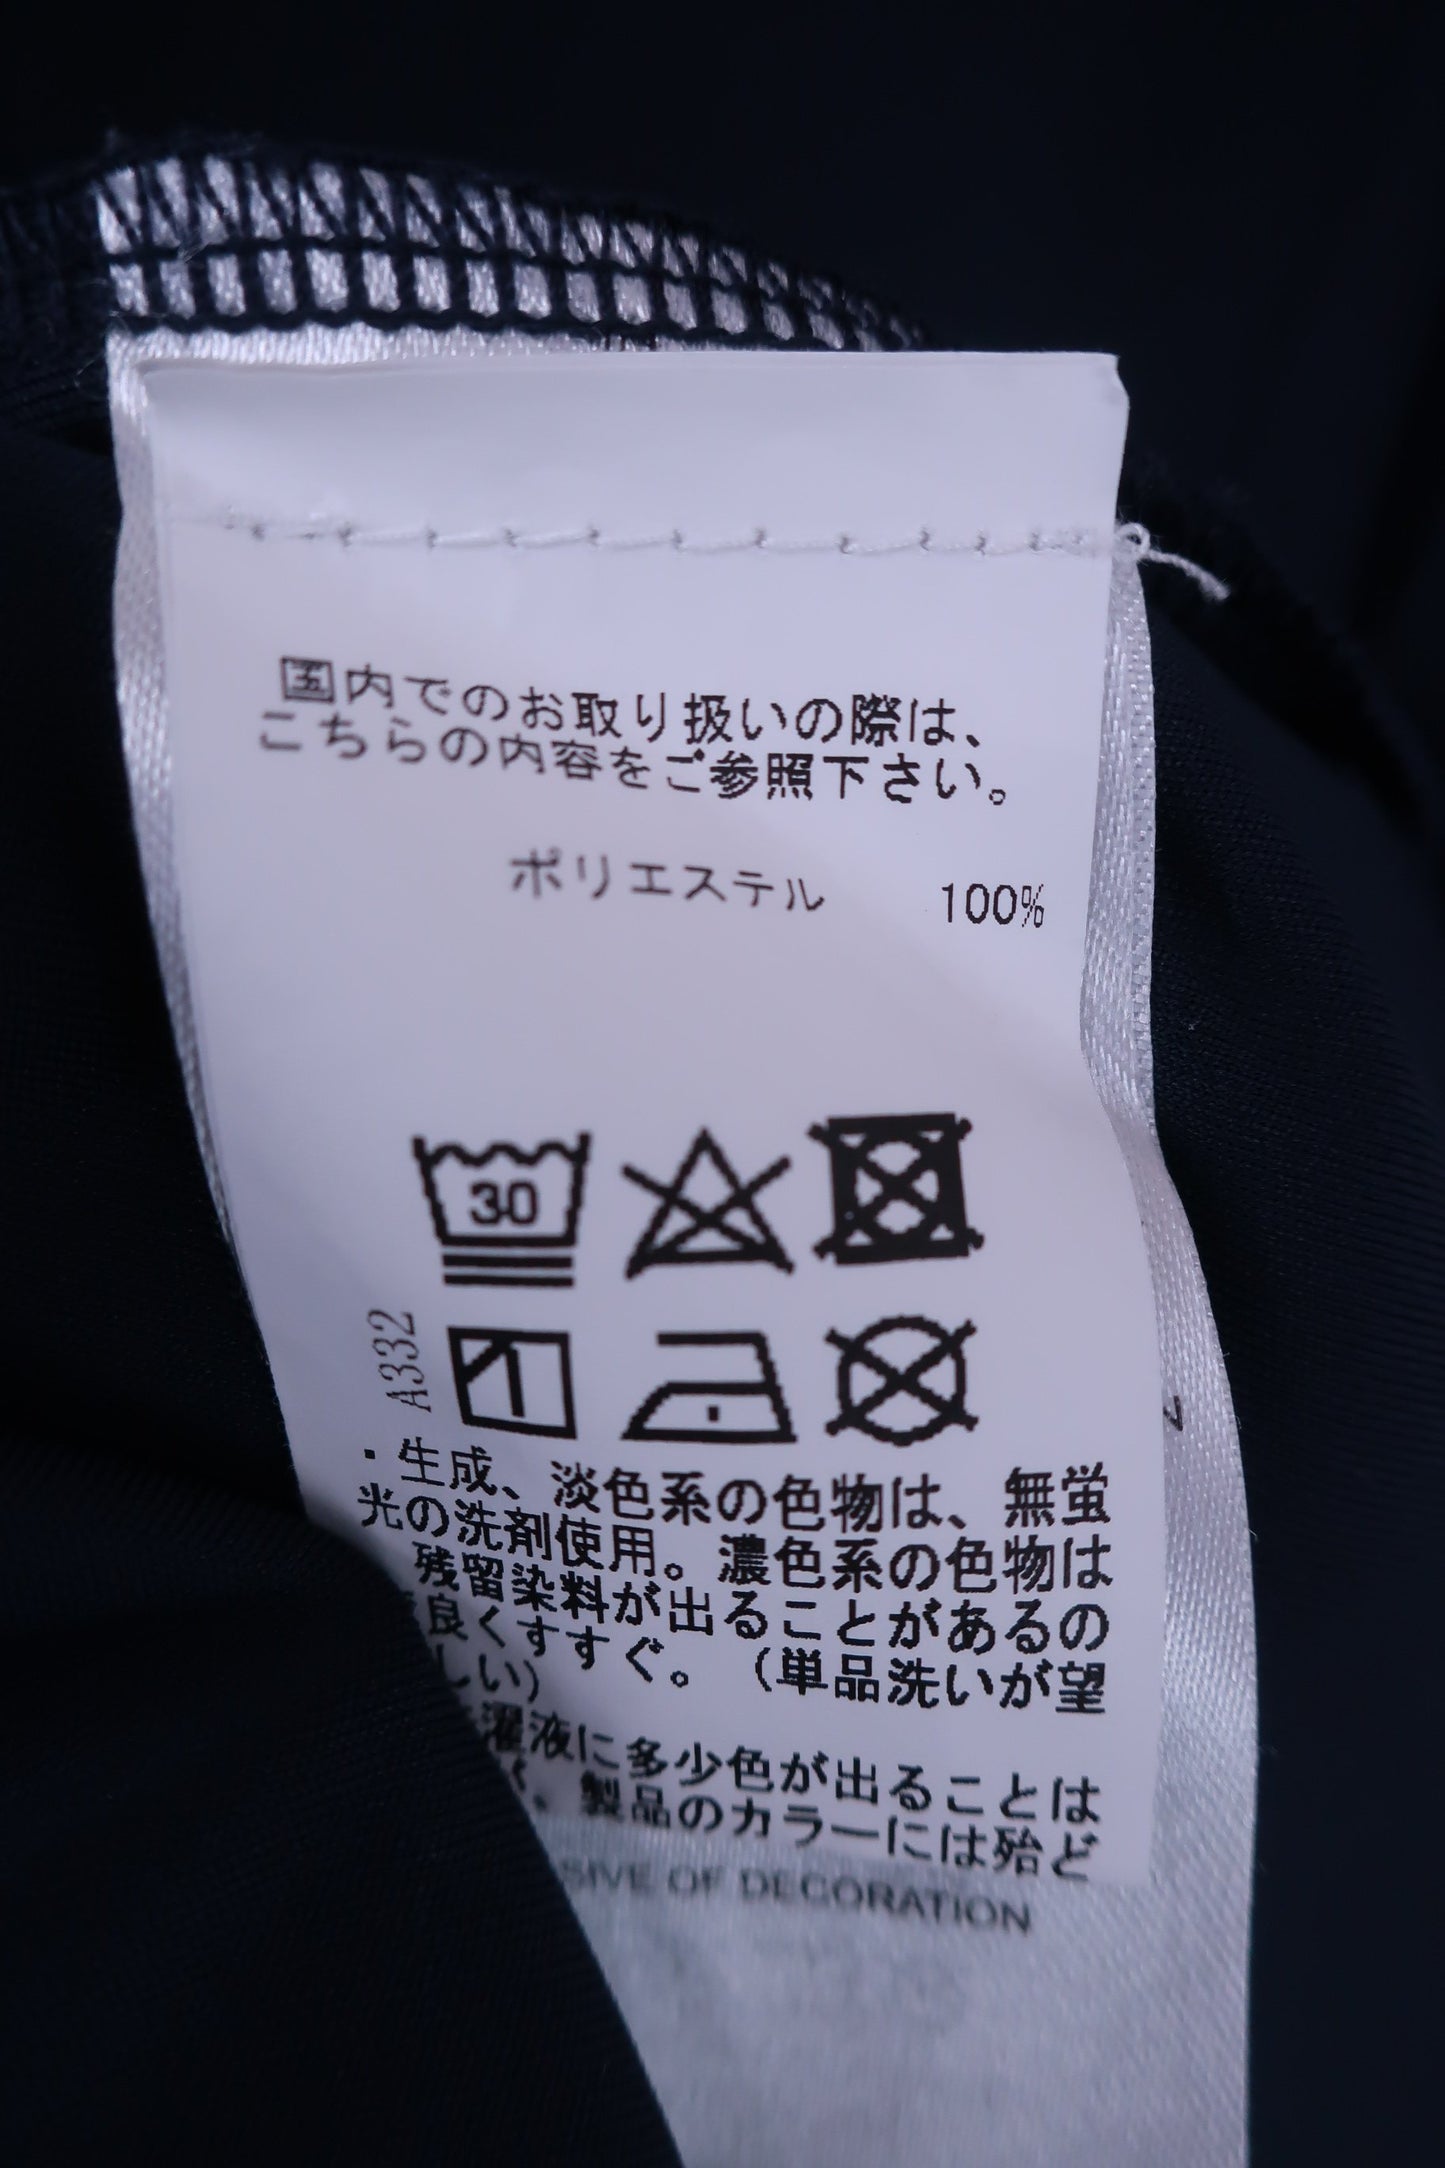 国内でのお取り扱いの際は、
こちらの内容をご参照下さい。
ポリエステル 100%
30
A332
・生成、淡色系の色物は、無蛍
光の洗剤使用。濃色系の色物は
残留染料が出ることがあるの
良くすすぐ。（単品洗いが望
しい）
濯液に多少色が出ることは
、製品のカラーには殆ど
SIVE OF DECORATION